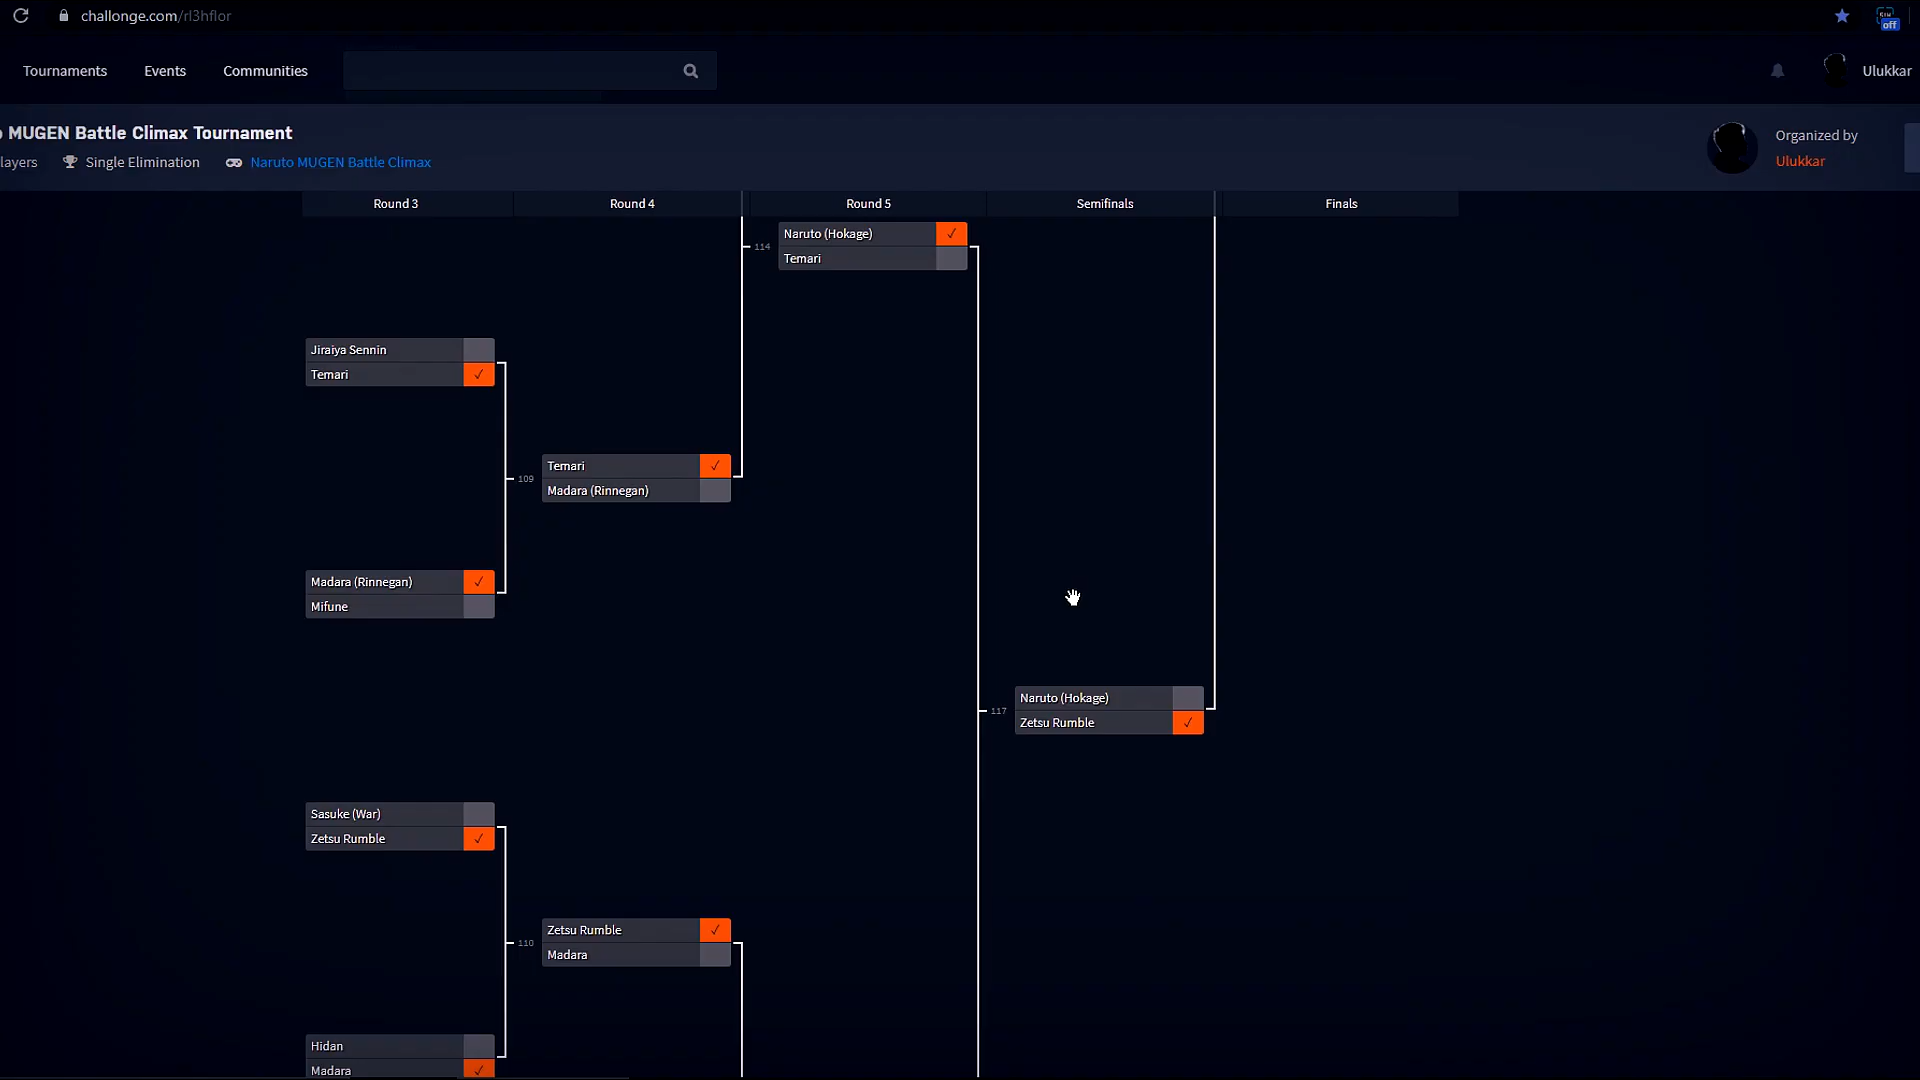 challonge.com/rl3hflor
off
Tournaments
Events
Communities
Ulukkar
o MUGEN Battle Climax Tournament
layers
Single Elimination
Naruto MUGEN Battle Climax
Organized by
Ulukkar
Round 3
Round 4
Round 5
Semifinals
Finals
114
Naruto (Hokage)
Temari
Jiraiya Sennin
Temari
109
Temari
Madara (Rinnegan)
Madara (Rinnegan)
Mifune
117
Naruto (Hokage)
Zetsu Rumble
Sasuke (War)
Zetsu Rumble
110
Zetsu Rumble
Madara
Hidan
Madara